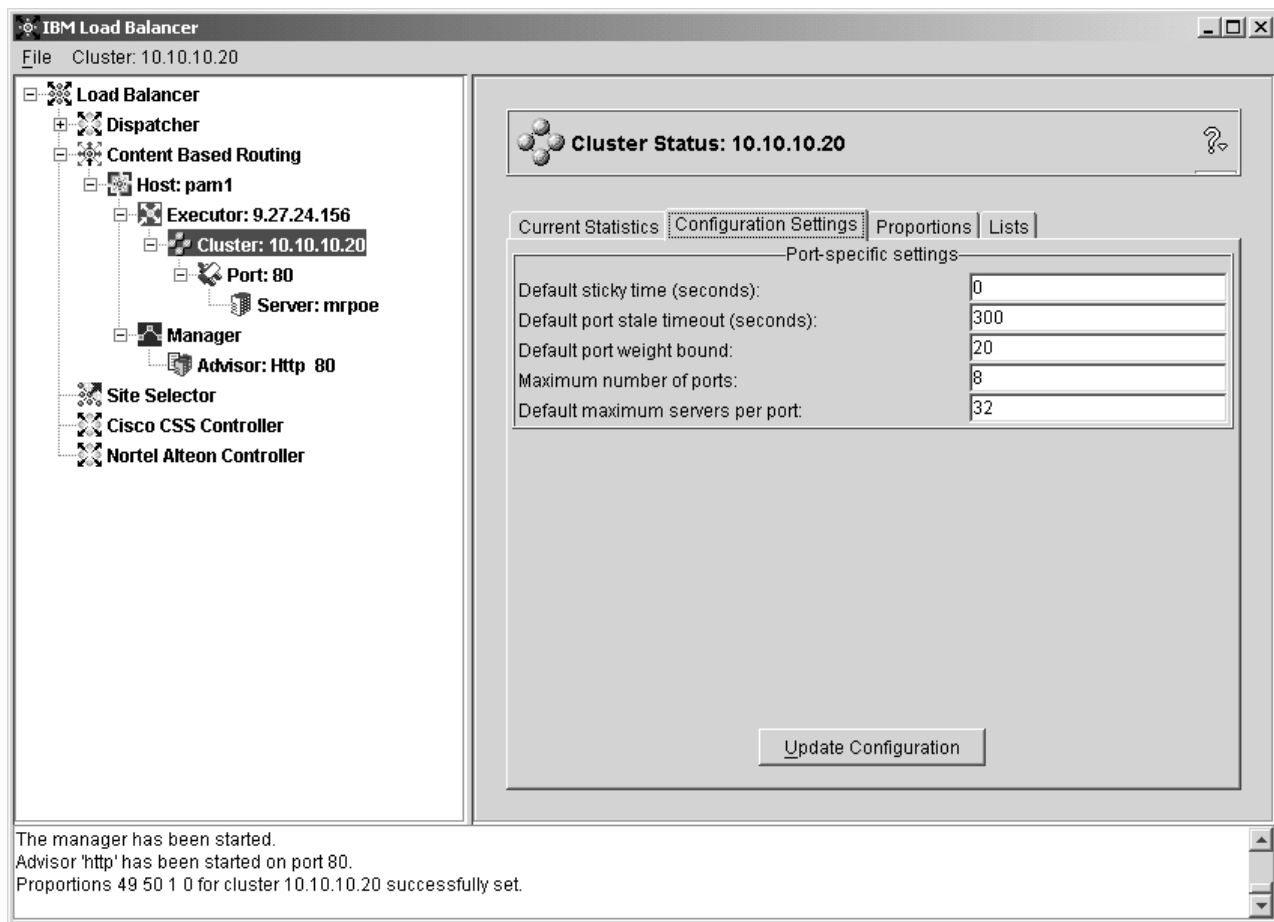 IBM Load Balancer
File Cluster: 10.10.10.20
Load Balancer
Dispatcher
Content Based Routing
Host: pam1
Executor: 9.27.24.156
Cluster: 10.10.10.20
Port: 80
Server: mrpoe
Manager
Advisor: Http 80
Site Selector
Cisco CSS Controller
Nortel Alteon Controller
Cluster Status: 10.10.10.20
?
Current Statistics Configuration Settings Proportions Lists
Port-specific settings
Default sticky time (seconds): 0
Default port stale timeout (seconds): 300
Default port weight bound: 20
Maximum number of ports: 8
Default maximum servers per port: 32
Update Configuration
The manager has been started.
Advisor 'http' has been started on port 80.
Proportions 49 50 1 0 for cluster 10.10.10.20 successfully set.